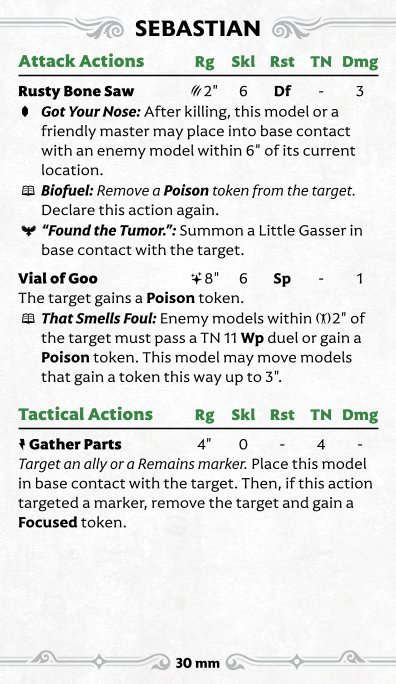 SEBASTIAN
Attack Actions Rg Skl Rst TN Dmg
Rusty Bone Saw 2" 6 Df - 3
Got Your Nose: After killing, this model or a
friendly master may place into base contact
with an enemy model within 6" of its current
location.
Biofuel: Remove a Poison token from the target.
Declare this action again.
“Found the Tumor.”: Summon a Little Gasser in
base contact with the target.
Vial of Goo 8" 6 Sp - 1
The target gains a Poison token.
That Smells Foul: Enemy models within 2" of
the target must pass a TN 11 Wp duel or gain a
Poison token. This model may move models
that gain a token this way up to 3".
Tactical Actions Rg Skl Rst TN Dmg
Gather Parts 4" 0 - 4 -
Target an ally or a Remains marker. Place this model
in base contact with the target. Then, if this action
targeted a marker, remove the target and gain a
Focused token.
30 mm